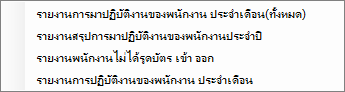 รายงานการมาปฏิบัติงานของพนักงาน ประจำเดือน(ทั้งหมด)
รายงานสรุปการมาปฏิบัติงานของพนักงานประจำปี
รายงานพนักงานไม่ได้รูดบัตร เข้า ออก
รายงานการปฏิบัติงานของพนักงาน ประจำเดือน